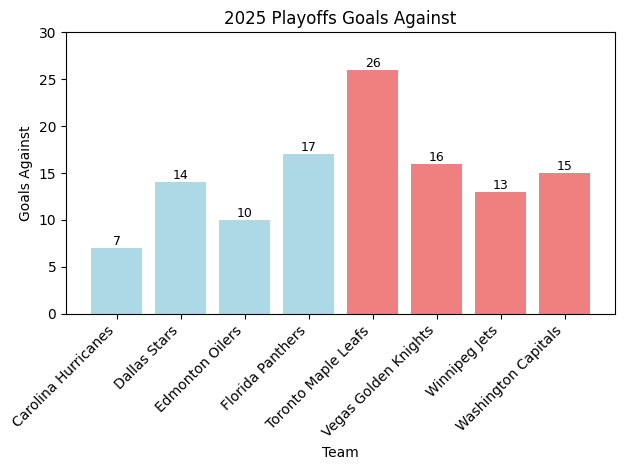 2025 Playoffs Goals Against
Goals Against
30
25
20
15
10
5
0
7
14
10
17
26
16
13
15
Carolina Hurricanes
Dallas Stars
Edmonton Oilers
Florida Panthers
Toronto Maple Leafs
Vegas Golden Knights
Winnipeg Jets
Washington Capitals
Team